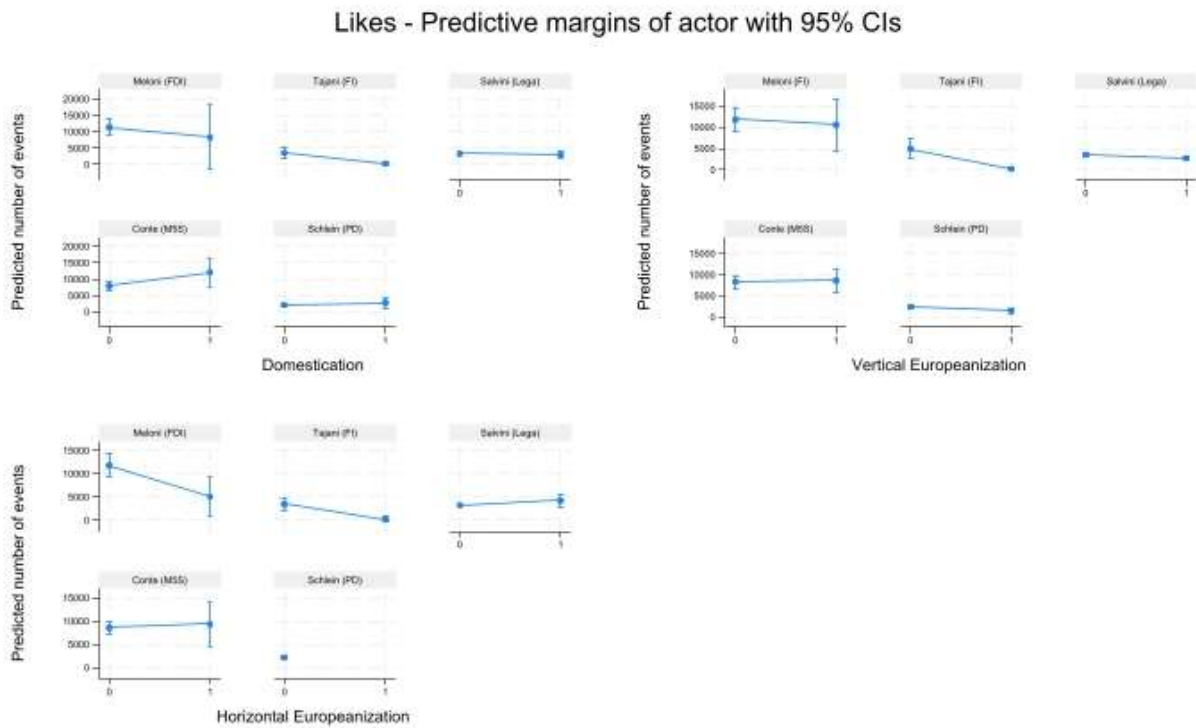 Likes - Predictive margins of actor with 95% CIs
Predicted number of events
Meloni (FDI) Tajani (FI) Salvini (Lega)
20000
15000
10000
5000
0
0 1
Conte (M5S) Schlein (PD)
20000
15000
10000
5000
0
0 1 0 1
Domestication
Predicted number of events
Meloni (FI) Tajani (FI) Salvini (Lega)
15000
10000
5000
0
0 1
Conte (M5S) Schlein (PD)
15000
10000
5000
0
0 1 0 1
Vertical Europeanization
Predicted number of events
Meloni (FDI) Tajani (FI) Salvini (Lega)
15000
10000
5000
0
0 1
Conte (M5S) Schlein (PD)
15000
10000
5000
0
0 1 0 1
Horizontal Europeanization